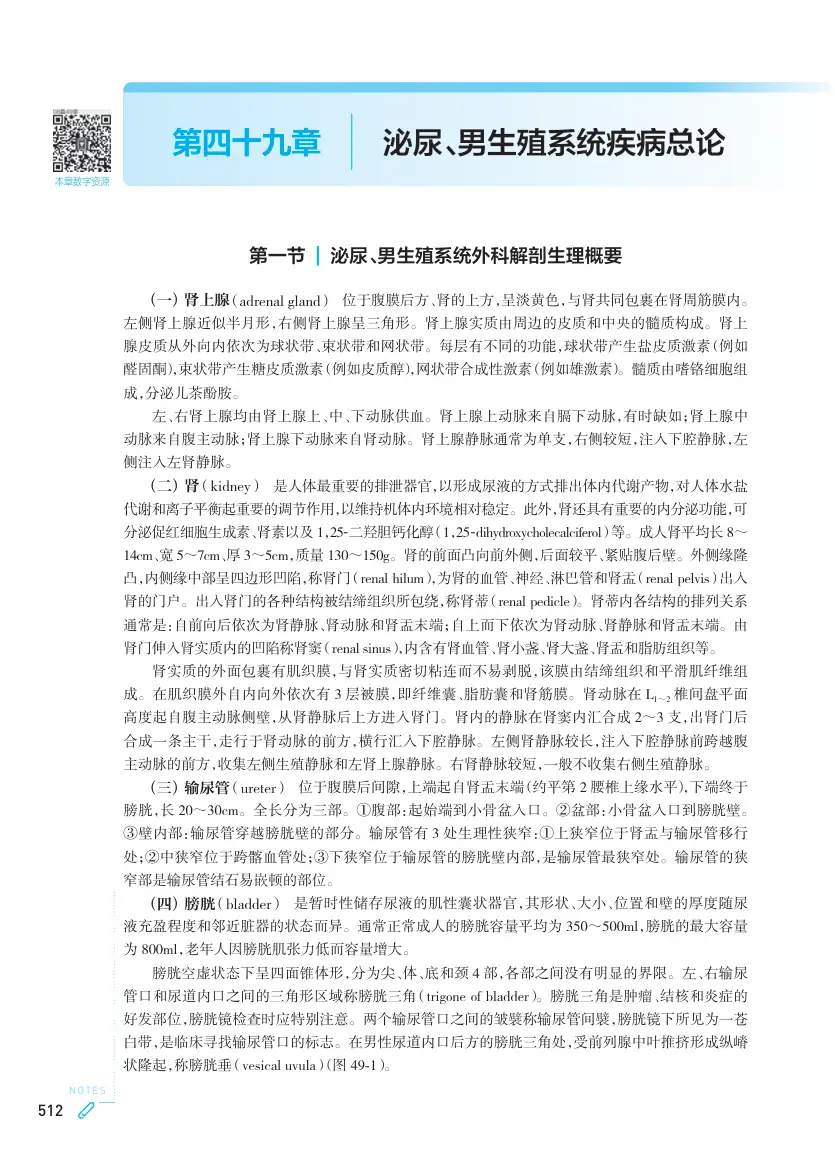 本章数字资源
第四十九章 泌尿、男生殖系统疾病总论
第一节 泌尿、男生殖系统外科解剖生理概要
（一）肾上腺（adrenal gland） 位于腹膜后方、肾的上方，呈淡黄色，与肾共同包裹在肾周筋膜内。
左侧肾上腺近似半月形，右侧肾上腺呈三角形。肾上腺实质由周边的皮质和中央的髓质构成。肾上
腺皮质从外向内依次为球状带、束状带和网状带。每层有不同的功能，球状带产生盐皮质激素（例如
醛固酮），束状带产生糖皮质激素（例如皮质醇），网状带合成性激素（例如雄激素）。髓质由嗜铬细胞组
成，分泌儿茶酚胺。
左、右肾上腺均由肾上腺上、中、下动脉供血。肾上腺上动脉来自膈下动脉，有时缺如；肾上腺中
动脉来自腹主动脉；肾上腺下动脉来自肾动脉。肾上腺静脉通常为单支，右侧较短，注入下腔静脉，左
侧注入左肾静脉。
（二）肾（kidney） 是人体最重要的排泄器官，以形成尿液的方式排出体内代谢产物，对人体水盐
代谢和离子平衡起重要的调节作用，以维持机体内环境相对稳定。此外，肾还具有重要的内分泌功能，可
分泌促红细胞生成素、肾素以及 1,25-二羟胆钙化醇（1,25-dihydroxycholecalciferol）等。成人肾平均长 8～
14cm、宽 5～7cm、厚 3～5cm，质量 130～150g。肾的前面凸向前外侧，后面较平、紧贴腹后壁。外侧缘隆
凸，内侧缘中部呈四边形凹陷，称肾门（renal hilum），为肾的血管、神经、淋巴管和肾盂（renal pelvis）出入
肾的门户。出入肾门的各种结构被结缔组织所包绕，称肾蒂（renal pedicle）。肾蒂内各结构的排列关系
通常是：自前向后依次为肾静脉、肾动脉和肾盂末端；自上而下依次为肾动脉、肾静脉和肾盂末端。由
肾门伸入肾实质内的凹陷称肾窦（renal sinus），内含有肾血管、肾小盏、肾大盏、肾盂和脂肪组织等。
肾实质的外面包裹有肌织膜，与肾实质密切粘连而不易剥脱，该膜由结缔组织和平滑肌纤维组
成。在肌织膜外自内向外依次有 3 层被膜，即纤维囊、脂肪囊和肾筋膜。肾动脉在 L1～2 椎间盘平面
高度起自腹主动脉侧壁，从肾静脉后上方进入肾门。肾内的静脉在肾窦内汇合成 2～3 支，出肾门后
合成一条主干，走行于肾动脉的前方，横行汇入下腔静脉。左侧肾静脉较长，注入下腔静脉前跨越腹
主动脉的前方，收集左侧生殖静脉和左肾上腺静脉。右肾静脉较短，一般不收集右侧生殖静脉。
（三）输尿管（ureter） 位于腹膜后间隙，上端起自肾盂末端（约平第 2 腰椎上缘水平），下端终于
膀胱，长 20～30cm。全长分为三部。①腹部：起始端到小骨盆入口。②盆部：小骨盆入口到膀胱壁。
③壁内部：输尿管穿越膀胱壁的部分。输尿管有 3 处生理性狭窄：①上狭窄位于肾盂与输尿管移行
处；②中狭窄位于跨髂血管处；③下狭窄位于输尿管的膀胱壁内部，是输尿管最狭窄处。输尿管的狭
窄部是输尿管结石易嵌顿的部位。
（四）膀胱（bladder） 是暂时性储存尿液的肌性囊状器官，其形状、大小、位置和壁的厚度随尿
液充盈程度和邻近脏器的状态而异。通常正常成人的膀胱容量平均为 350～500ml，膀胱的最大容量
为 800ml，老年人因膀胱肌张力低而容量增大。
膀胱空虚状态下呈四面锥体形，分为尖、体、底和颈 4 部，各部之间没有明显的界限。左、右输尿
管口和尿道内口之间的三角形区域称膀胱三角（trigone of bladder）。膀胱三角是肿瘤、结核和炎症的
好发部位，膀胱镜检查时应特别注意。两个输尿管口之间的皱襞称输尿管间襞，膀胱镜下所见为一苍
白带，是临床寻找输尿管口的标志。在男性尿道内口后方的膀胱三角处，受前列腺中叶推挤形成纵嵴
状隆起，称膀胱垂（vesical uvula）（图 49-1）。
NOTES
512